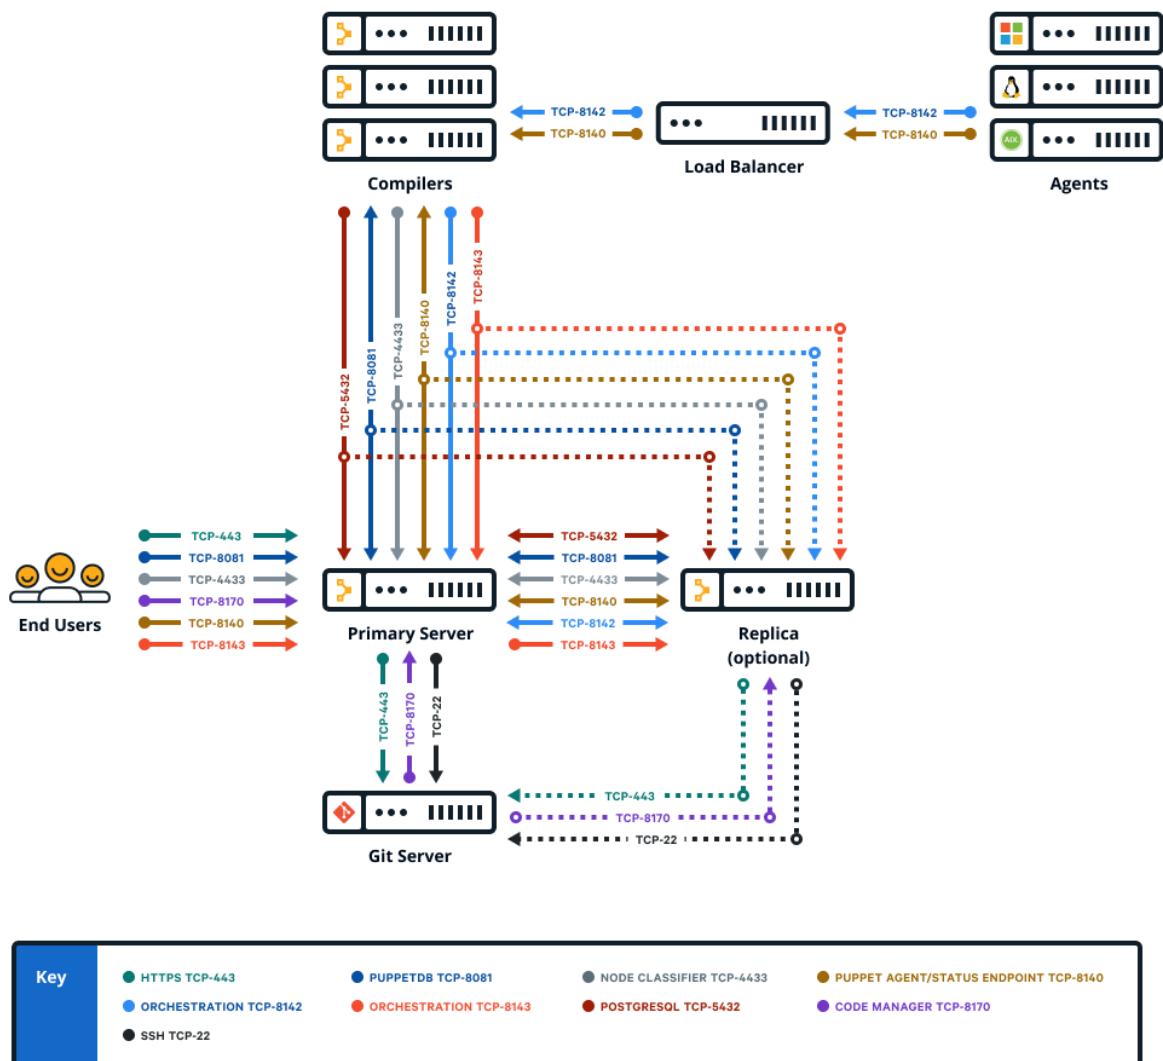 TCP-8142
TCP-8140
TCP-8142
TCP-8140
AIX
Compilers
Load Balancer
Agents
TCP-5432
TCP-8081
TCP-4433
TCP-8140
TCP-8142
TCP-8143
TCP-443
TCP-8081
TCP-4433
TCP-8170
TCP-8140
TCP-8143
End Users
TCP-5432
TCP-8081
TCP-4433
TCP-8140
TCP-8142
TCP-8143
Primary Server
Replica
(optional)
TCP-443
TCP-8170
TCP-22
TCP-443
TCP-8170
TCP-22
Git Server
Key
HTTPS TCP-443
PUPPETDB TCP-8081
NODE CLASSIFIER TCP-4433
PUPPET AGENT/STATUS ENDPOINT TCP-8140
ORCHESTRATION TCP-8142
ORCHESTRATION TCP-8143
POSTGRESQL TCP-5432
CODE MANAGER TCP-8170
SSH TCP-22